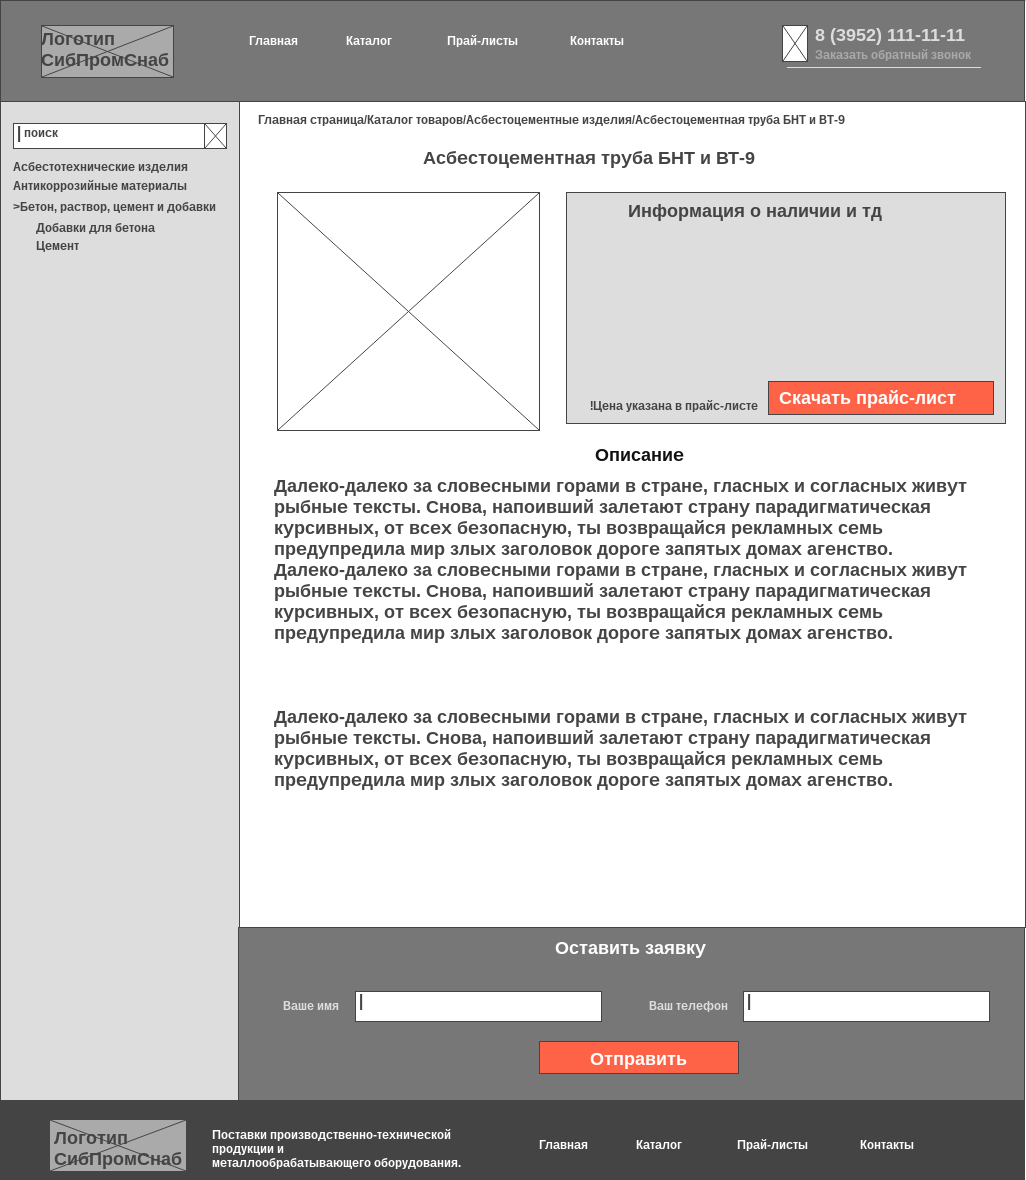 Логотип
СибПромСнаб
Главная
Каталог
Прай-листы
Контакты
8 (3952) 111-11-11
Заказать обратный звонок
поиск
Асбестотехнические изделия
Антикоррозийные материалы
>Бетон, раствор, цемент и добавки
Добавки для бетона
Цемент
Главная страница/Каталог товаров/Асбестоцементные изделия/Асбестоцементная труба БНТ и ВТ-9
Асбестоцементная труба БНТ и ВТ-9
Информация о наличии и тд
!Цена указана в прайс-листе
Скачать прайс-лист
Описание
Далеко-далеко за словесными горами в стране, гласных и согласных живут
рыбные тексты. Снова, напоивший залетают страну парадигматическая
курсивных, от всех безопасную, ты возвращайся рекламных семь
предупредила мир злых заголовок дороге запятых домах агенство.
Далеко-далеко за словесными горами в стране, гласных и согласных живут
рыбные тексты. Снова, напоивший залетают страну парадигматическая
курсивных, от всех безопасную, ты возвращайся рекламных семь
предупредила мир злых заголовок дороге запятых домах агенство.
Далеко-далеко за словесными горами в стране, гласных и согласных живут
рыбные тексты. Снова, напоивший залетают страну парадигматическая
курсивных, от всех безопасную, ты возвращайся рекламных семь
предупредила мир злых заголовок дороге запятых домах агенство.
Оставить заявку
Ваше имя
Ваш телефон
Отправить
Логотип
СибПромСнаб
Поставки производственно-технической
продукции и
металлообрабатывающего оборудования.
Главная
Каталог
Прай-листы
Контакты